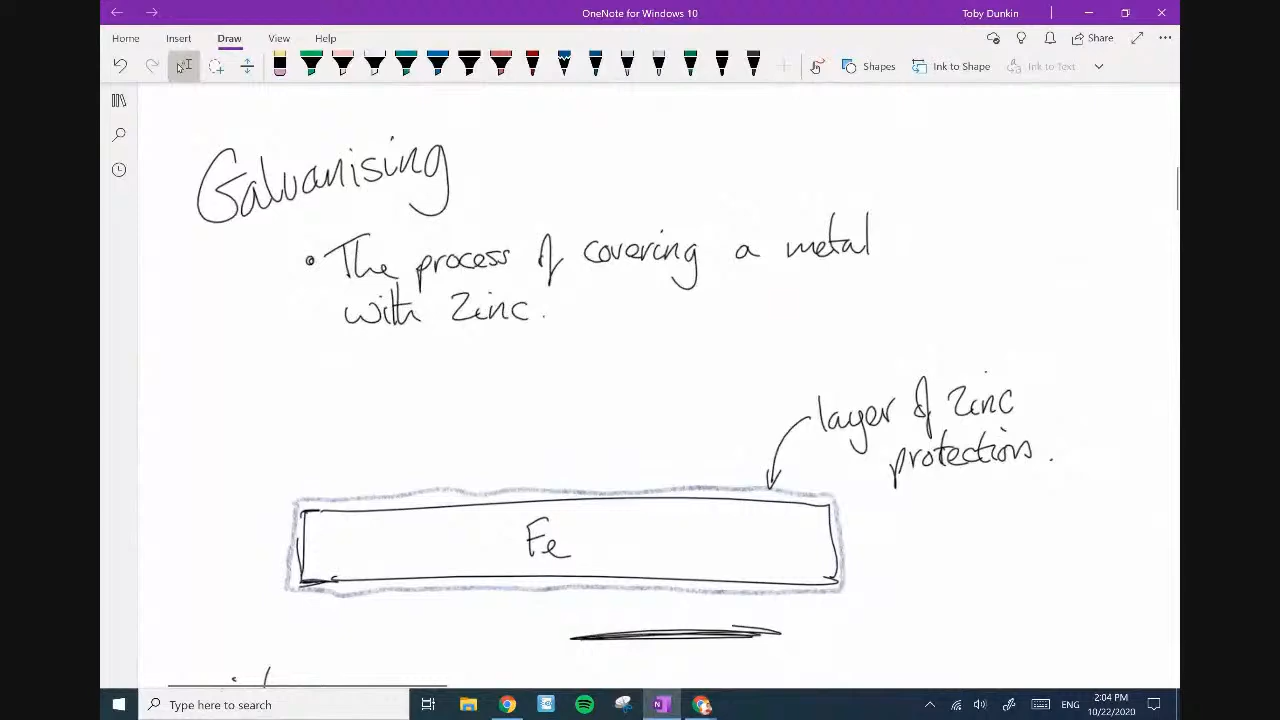 OneNote for Windows 10
Toby Dunkin
Home
Insert
Draw
View
Help
Share
Shapes
Ink to Shape
Ink to Text
Galvanising
• The process of covering a metal
with Zinc.
layer of Zinc
protection.
Fe
Type here to search
ENG
2:04 PM
10/22/2020